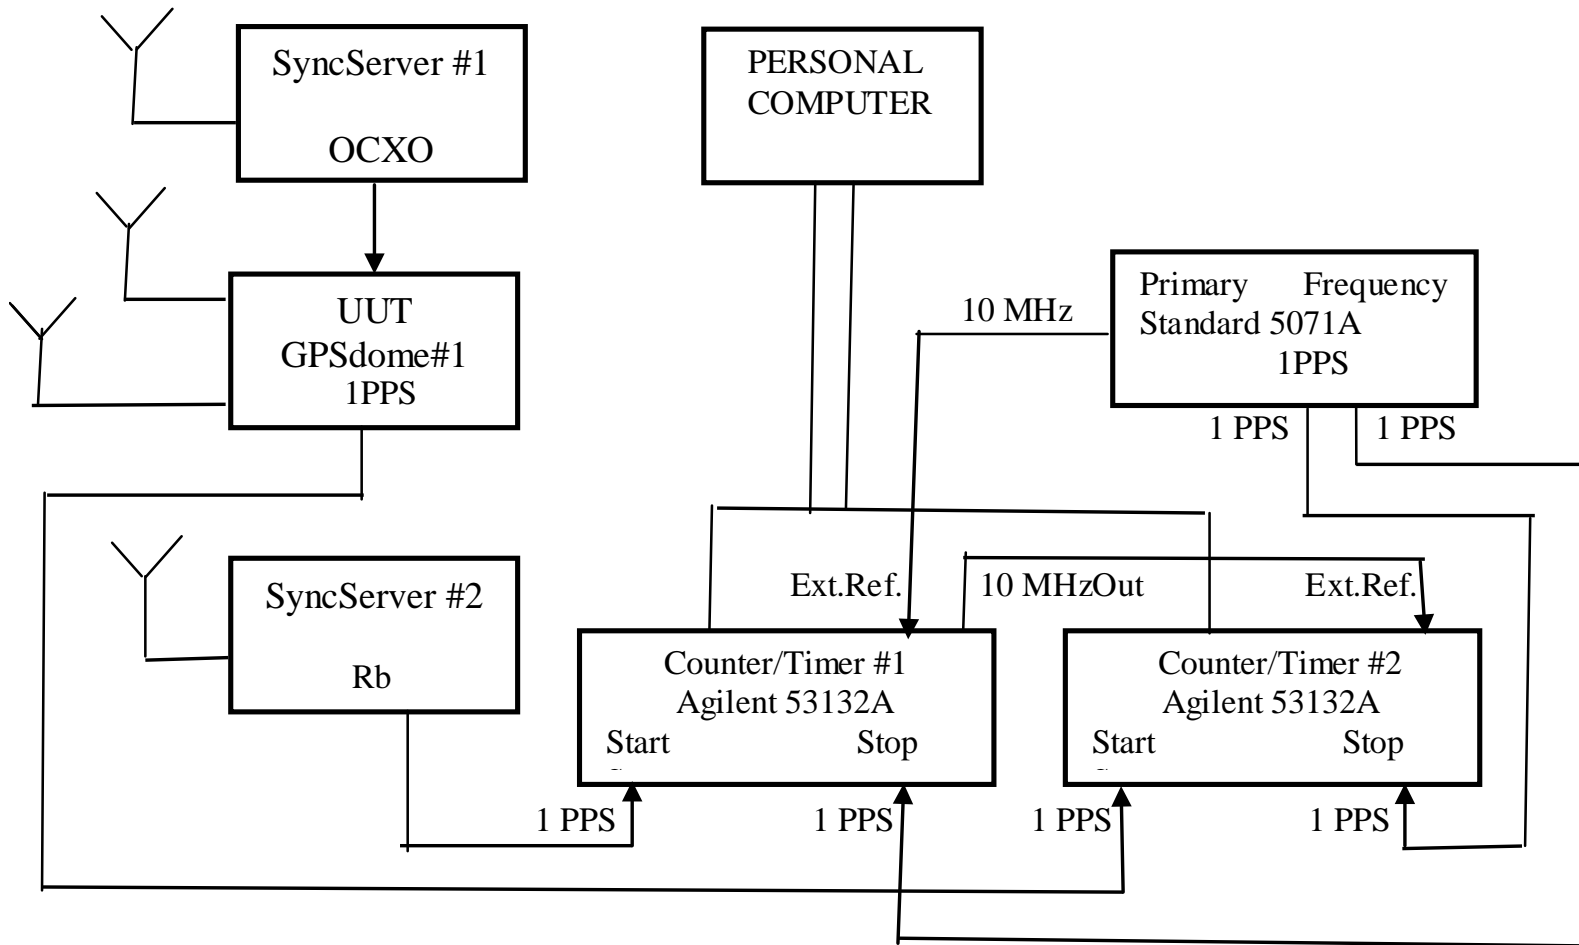 SyncServer #1
OCXO
PERSONAL
COMPUTER
UUT
GPSdome#1
1PPS
10 MHz
Primary Frequency
Standard 5071A
1PPS
1 PPS
1 PPS
SyncServer #2
Rb
Ext.Ref.
10 MHzOut
Ext.Ref.
Counter/Timer #1
Agilent 53132A
Start Stop
Counter/Timer #2
Agilent 53132A
Start Stop
1 PPS
1 PPS
1 PPS
1 PPS